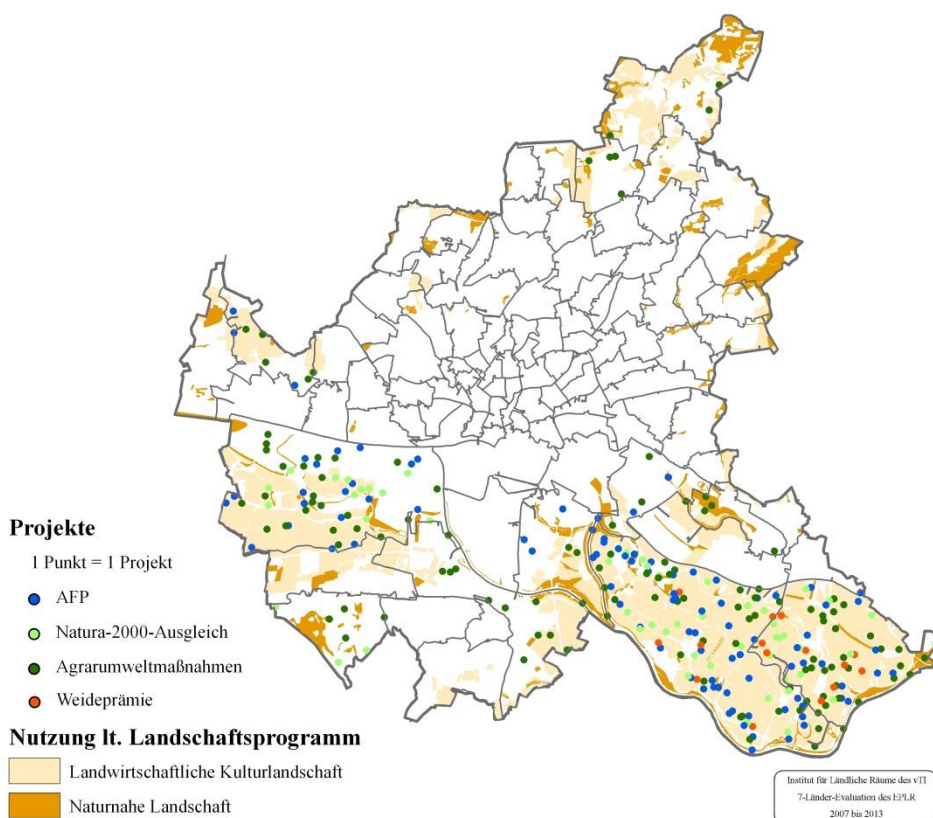 Projekte
1 Punkt = 1 Projekt
AFP
Natura-2000-Ausgleich
Agrarumweltmaßnahmen
Weideprämie
Nutzung lt. Landschaftsprogramm
Landwirtschaftliche Kulturlandschaft
Naturnahe Landschaft
Institut für Ländliche Räume des vTI
7-Länder-Evaluation des EPLR
2007 bis 2013